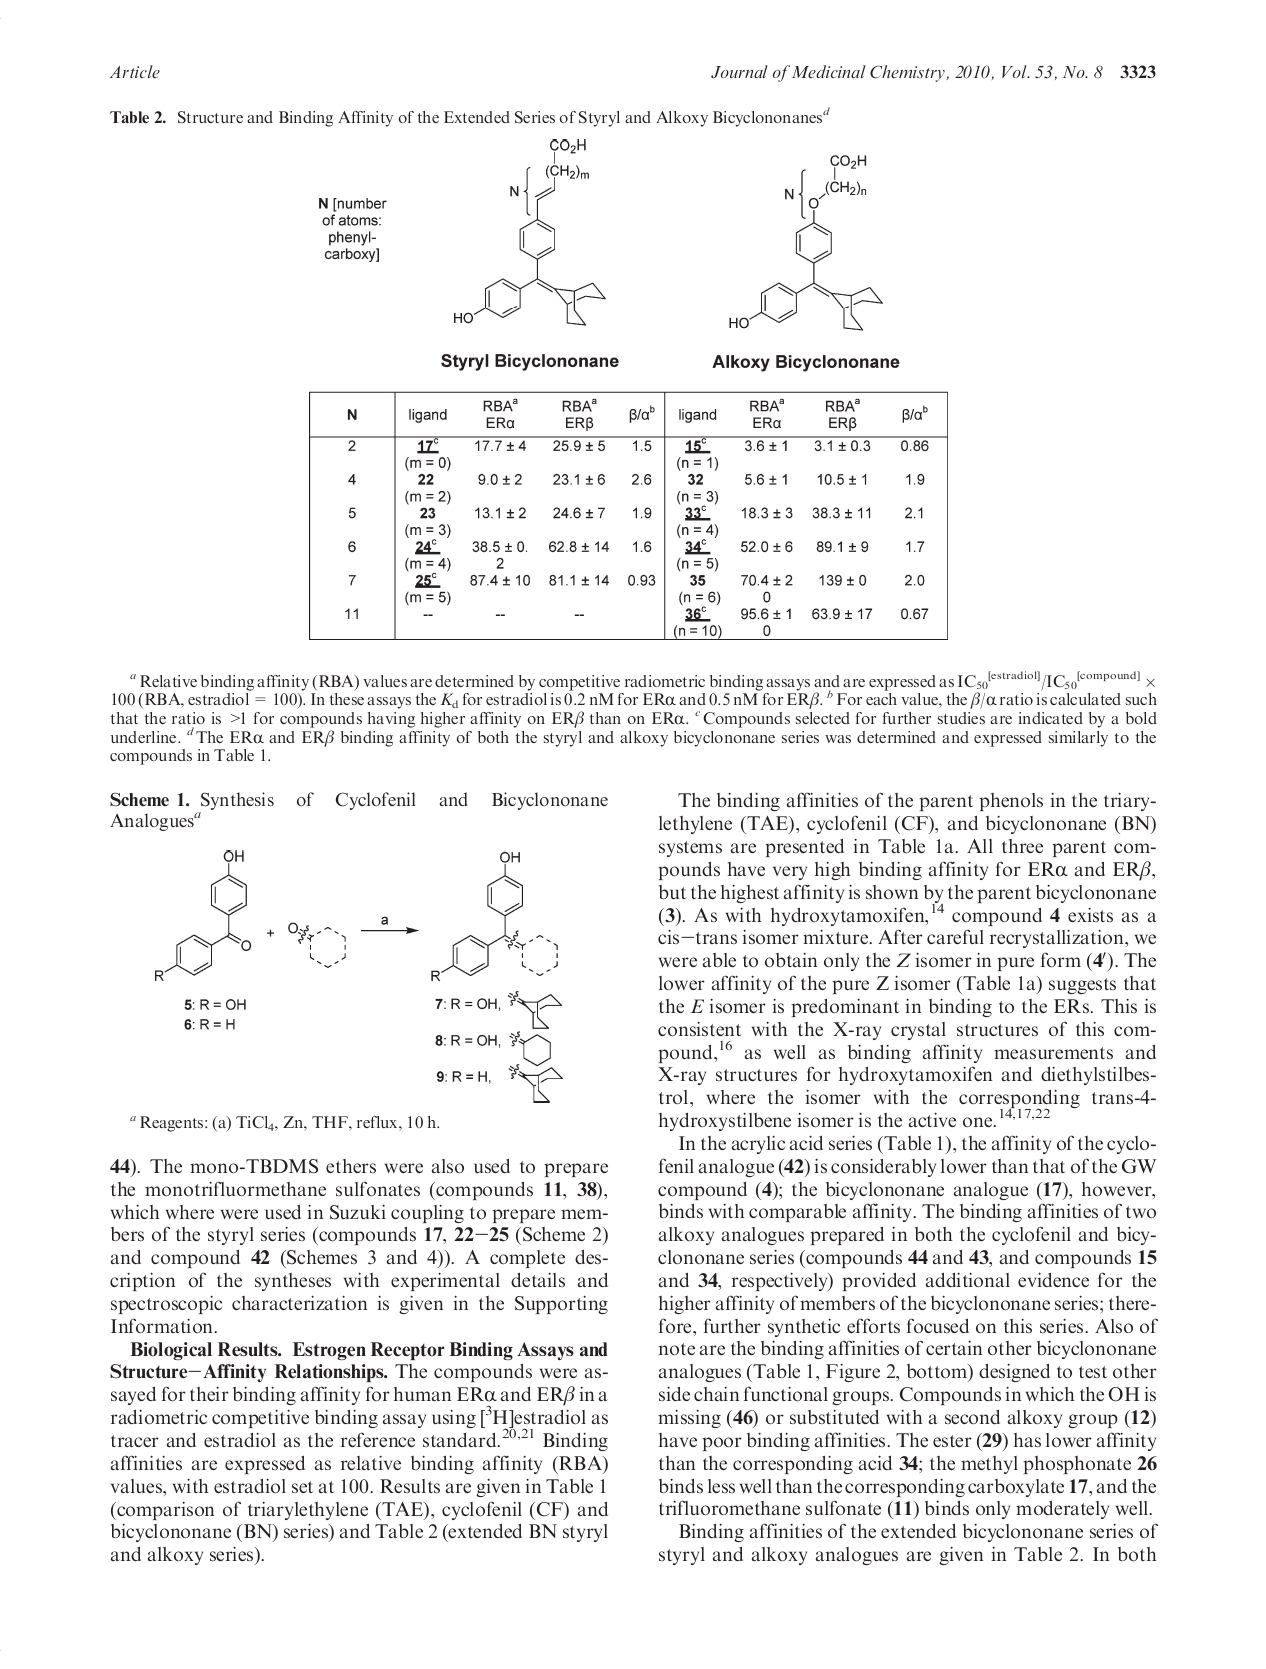 Article
Journal of Medicinal Chemistry, 2010, Vol. 53, No. 8 3323
Table 2. Structure and Binding Affinity of the Extended Series of Styryl and Alkoxy Bicyclononanes^d
N [number
of atoms:
phenyl-
carboxy]
CO2H
(CH2)m
N
HO
Styryl Bicyclononane
CO2H
(CH2)n
N
O
HO
Alkoxy Bicyclononane
N ligand RBA^a ERα RBA^a ERβ β/α^b ligand RBA^a ERα RBA^a ERβ β/α^b
2 17^c 17.7 ± 4 25.9 ± 5 1.5 15^c 3.6 ± 1 3.1 ± 0.3 0.86
(m = 0) (n = 1)
4 22 9.0 ± 2 23.1 ± 6 2.6 32 5.6 ± 1 10.5 ± 1 1.9
(m = 2) (n = 3)
5 23 13.1 ± 2 24.6 ± 7 1.9 33^c 18.3 ± 3 38.3 ± 11 2.1
(m = 3) (n = 4)
6 24^c 38.5 ± 0. 62.8 ± 14 1.6 34^c 52.0 ± 6 89.1 ± 9 1.7
(m = 4) 2 (n = 5)
7 25^c 87.4 ± 10 81.1 ± 14 0.93 35 70.4 ± 2 139 ± 0 2.0
(m = 5) (n = 6) 0
11 -- -- -- 36^c 95.6 ± 1 63.9 ± 17 0.67
(n = 10) 0
^a Relative binding affinity (RBA) values are determined by competitive radiometric binding assays and are expressed as IC50^[estradiol]/IC50^[compound] ×
100 (RBA, estradiol = 100). In these assays the Kd for estradiol is 0.2 nM for ERα and 0.5 nM for ERβ. ^b For each value, the β/α ratio is calculated such
that the ratio is >1 for compounds having higher affinity on ERβ than on ERα. ^c Compounds selected for further studies are indicated by a bold
underline. ^d The ERα and ERβ binding affinity of both the styryl and alkoxy bicyclononane series was determined and expressed similarly to the
compounds in Table 1.
Scheme 1. Synthesis of Cyclofenil and Bicyclononane
Analogues^a
OH
O
R
+
O
a
OH
R
5: R = OH
6: R = H
7: R = OH,
8: R = OH,
9: R = H,
^a Reagents: (a) TiCl4, Zn, THF, reflux, 10 h.
44). The mono-TBDMS ethers were also used to prepare
the monotrifluormethane sulfonates (compounds 11, 38),
which where were used in Suzuki coupling to prepare mem-
bers of the styryl series (compounds 17, 22−25 (Scheme 2)
and compound 42 (Schemes 3 and 4)). A complete des-
cription of the syntheses with experimental details and
spectroscopic characterization is given in the Supporting
Information.
Biological Results. Estrogen Receptor Binding Assays and
Structure−Affinity Relationships. The compounds were as-
sayed for their binding affinity for human ERα and ERβ in a
radiometric competitive binding assay using [^3H]estradiol as
tracer and estradiol as the reference standard.^20,21 Binding
affinities are expressed as relative binding affinity (RBA)
values, with estradiol set at 100. Results are given in Table 1
(comparison of triarylethylene (TAE), cyclofenil (CF) and
bicyclononane (BN) series) and Table 2 (extended BN styryl
and alkoxy series).
The binding affinities of the parent phenols in the triary-
lethylene (TAE), cyclofenil (CF), and bicyclononane (BN)
systems are presented in Table 1a. All three parent com-
pounds have very high binding affinity for ERα and ERβ,
but the highest affinity is shown by the parent bicyclononane
(3). As with hydroxytamoxifen,^14 compound 4 exists as a
cis−trans isomer mixture. After careful recrystallization, we
were able to obtain only the Z isomer in pure form (4′). The
lower affinity of the pure Z isomer (Table 1a) suggests that
the E isomer is predominant in binding to the ERs. This is
consistent with the X-ray crystal structures of this com-
pound,^16 as well as binding affinity measurements and
X-ray structures for hydroxytamoxifen and diethylstilbes-
trol, where the isomer with the corresponding trans-4-
hydroxystilbene isomer is the active one.^14,17,22
In the acrylic acid series (Table 1), the affinity of the cyclo-
fenil analogue (42) is considerably lower than that of the GW
compound (4); the bicyclononane analogue (17), however,
binds with comparable affinity. The binding affinities of two
alkoxy analogues prepared in both the cyclofenil and bicy-
clononane series (compounds 44 and 43, and compounds 15
and 34, respectively) provided additional evidence for the
higher affinity of members of the bicyclononane series; there-
fore, further synthetic efforts focused on this series. Also of
note are the binding affinities of certain other bicyclononane
analogues (Table 1, Figure 2, bottom) designed to test other
side chain functional groups. Compounds in which the OH is
missing (46) or substituted with a second alkoxy group (12)
have poor binding affinities. The ester (29) has lower affinity
than the corresponding acid 34; the methyl phosphonate 26
binds less well than the corresponding carboxylate 17, and the
trifluoromethane sulfonate (11) binds only moderately well.
Binding affinities of the extended bicyclononane series of
styryl and alkoxy analogues are given in Table 2. In both